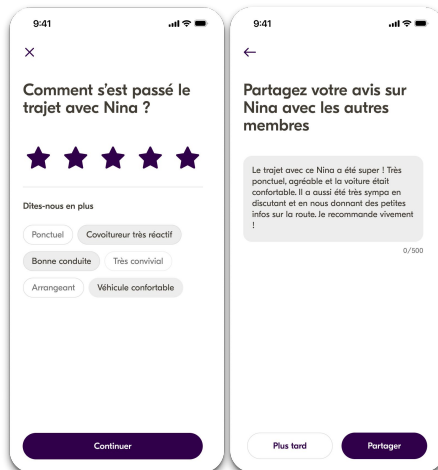 9:41
Comment s'est passé le
trajet avec Nina ?
Dites-nous en plus
Ponctuel
Covoitureur très réactif
Bonne conduite
Très convivial
Arrangeant
Véhicule confortable
Continuer
9:41
Partagez votre avis sur
Nina avec les autres
membres
Le trajet avec ce Nina a été super ! Très
ponctuel, agréable et la voiture était
confortable. Il a aussi été très sympa en
discutant et en nous donnant des petites
infos sur la route. Je recommande vivement
!
0/500
Plus tard
Partager